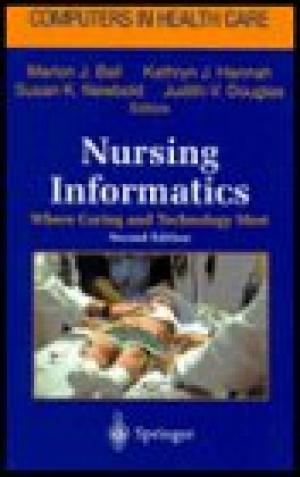 COMPUTERS IN HEALTH CARE
Marion J. Ball Kathryn J. Hannah
Susan K. Newbold Judith V. Douglas
Editors
Nursing
Informatics
Where Caring and Technology Meet
Second Edition
Springer